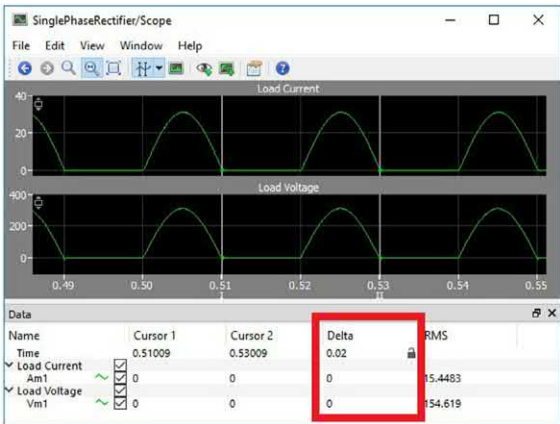 SinglePhaseRectifier/Scope
File Edit View Window Help
Load Current
40
20
0
Load Voltage
400
200
0
0.49 0.50 0.51 0.52 0.53 0.54 0.55
I II
Data
Name Cursor 1 Cursor 2 Delta RMS
Time 0.51009 0.53009 0.02
Load Current
Am1 0 0 0 15.4483
Load Voltage
Vm1 0 0 0 154.619